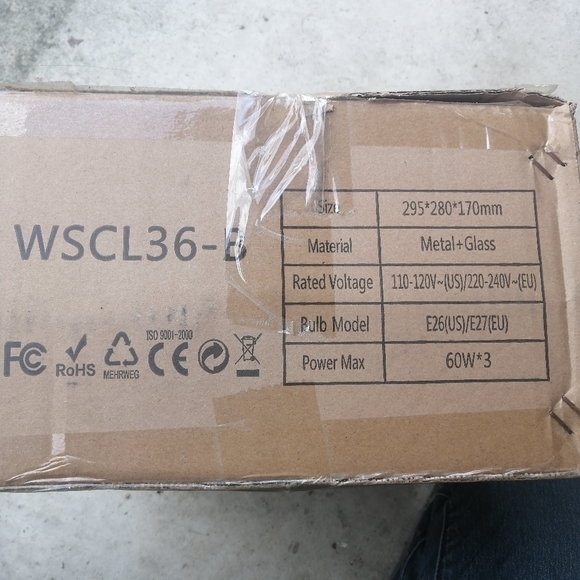 WSCL36-B
FC
RoHS
MEHRWEG
ISO 9001-2000
CE
Size 295*280*170mm
Material Metal+Glass
Rated Voltage 110-120V~(US)/220-240V~(EU)
Bulb Model E26(US)/E27(EU)
Power Max 60W*3